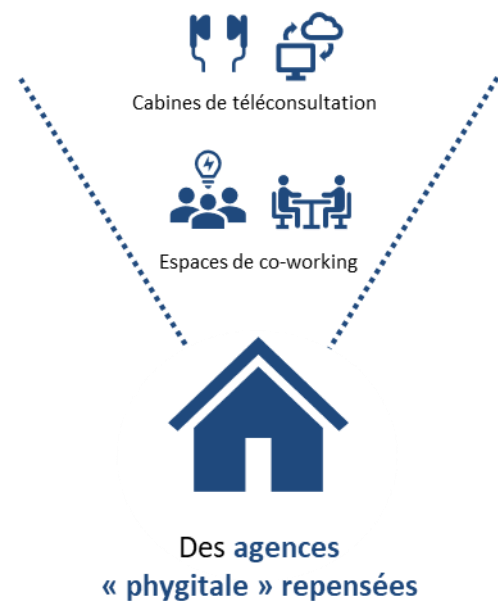 Cabines de téléconsultation
Espaces de co-working
Des agences
« phygitale » repensées